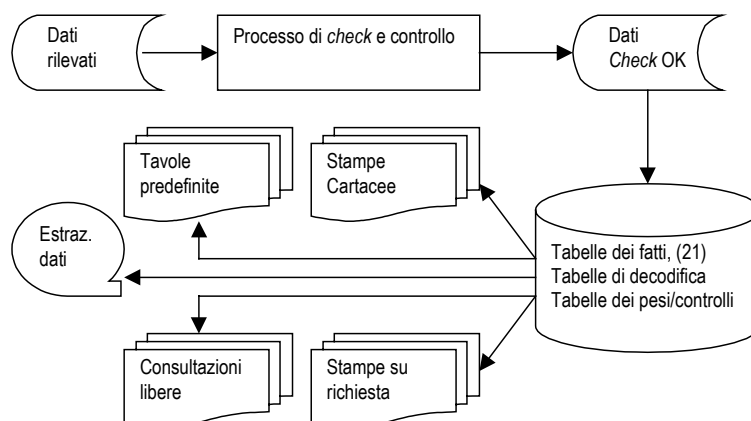 Dati
rilevati
Processo di check e controllo
Dati
Check OK
Tavole
predefinite
Stampe
Cartacee
Estraz.
dati
Tabelle dei fatti, (21)
Tabelle di decodifica
Tabelle dei pesi/controlli
Consultazioni
libere
Stampe su
richiesta